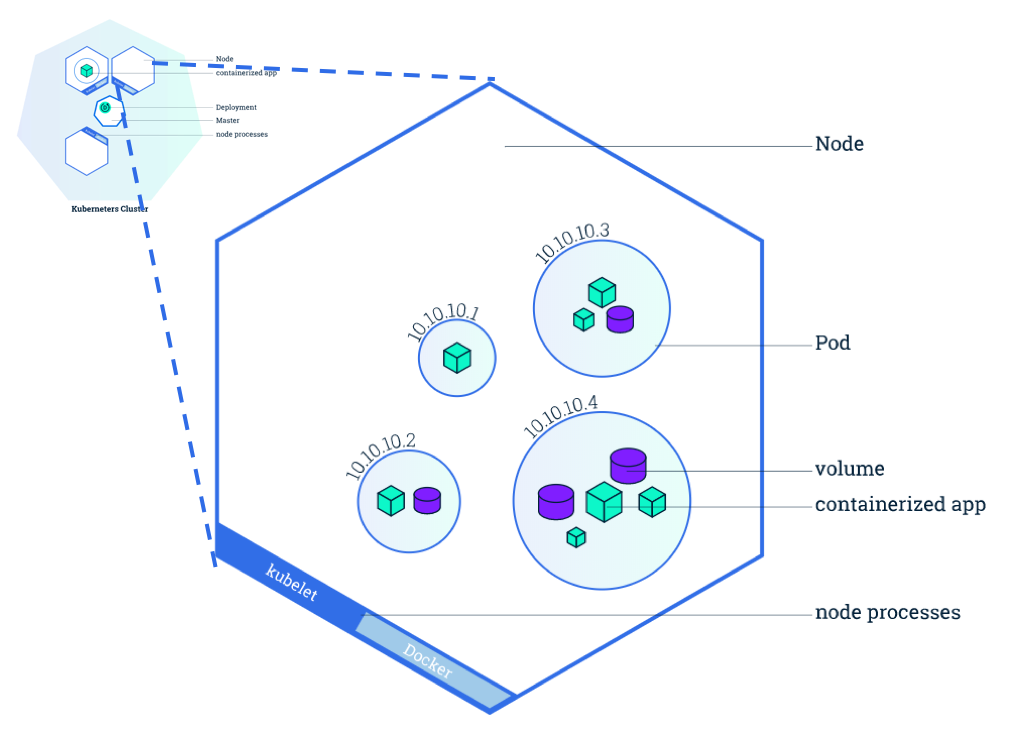 Node
containerized app
Deployment
Master
node processes
Kuberneters Cluster
Node
10.10.10.3
10.10.10.1
Pod
10.10.10.4
10.10.10.2
volume
containerized app
kubelet
node processes
Docker